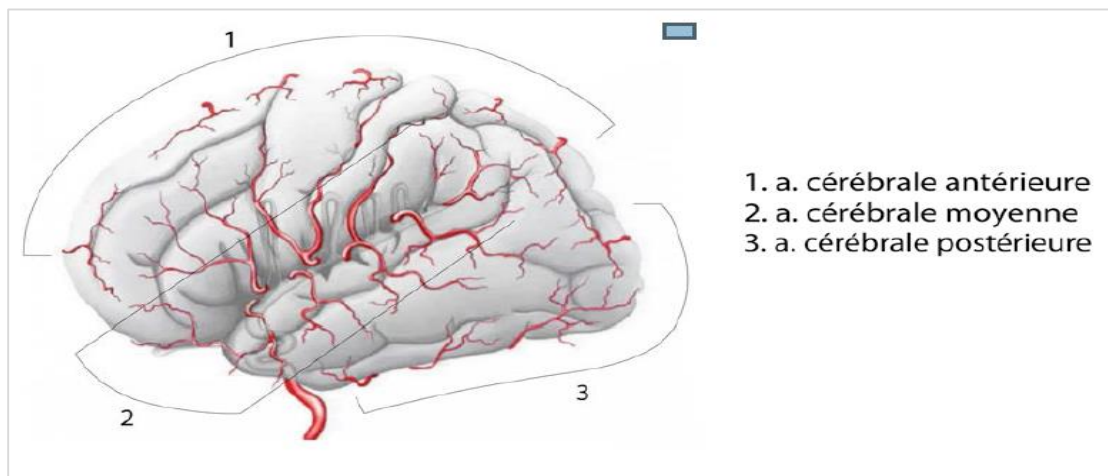 1
1. a. cérébrale antérieure
2. a. cérébrale moyenne
3. a. cérébrale postérieure
3
2